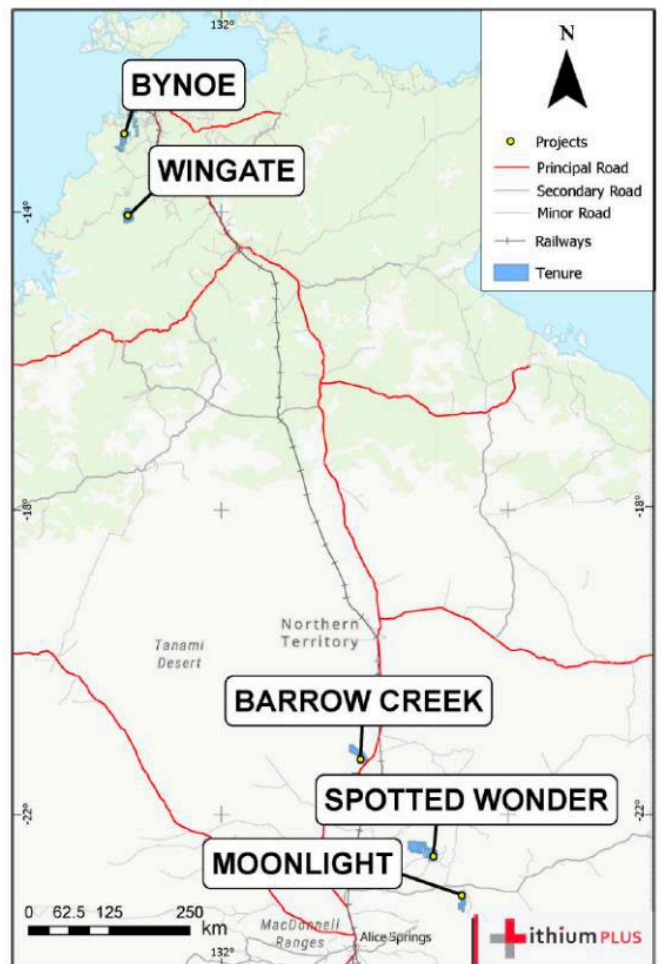 132°
N
BYNOE
Projects
WINGATE
Principal Road
Secondary Road
-14°
Minor Road
Railways
Tenure
-18°
-18°
Northern
Territory
Tanami
Desert
BARROW CREEK
SPOTTED WONDER
-22°
-22°
MOONLIGHT
0 62.5 125 250
km
MacDonnell
Ranges
Alice Springs
132°
Lithium PLUS